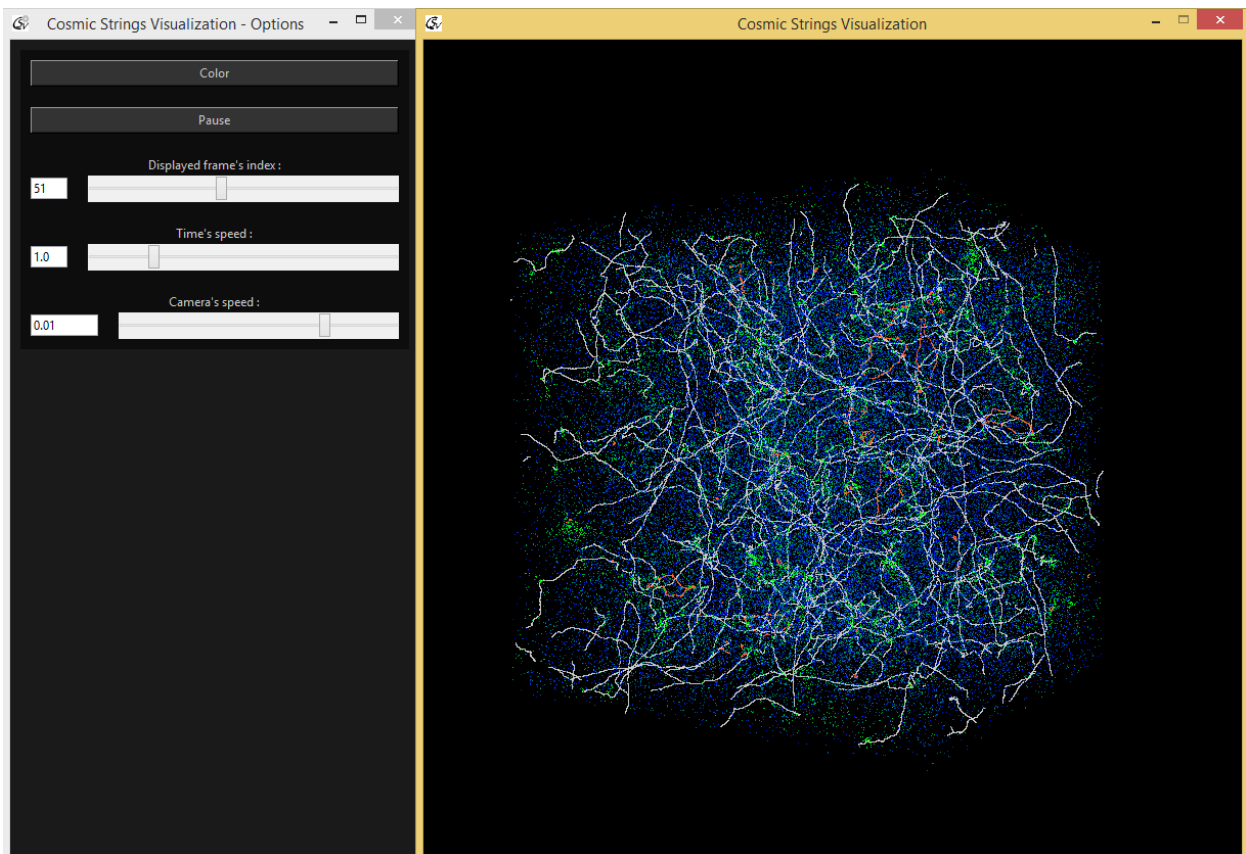 Cosmic Strings Visualization - Options
Color
Pause
Displayed frame's index :
51
Time's speed :
1.0
Camera's speed :
0.01
Cosmic Strings Visualization